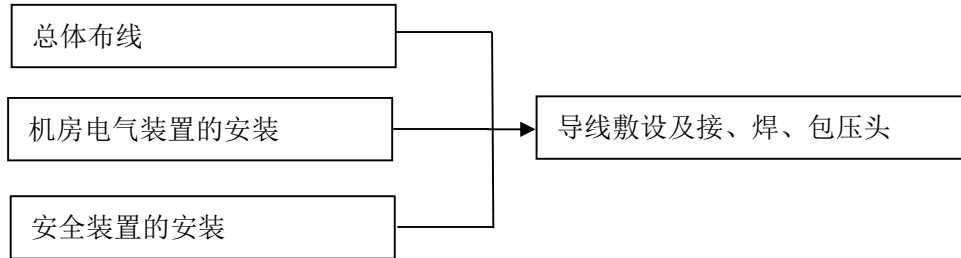 总体布线
机房电气装置的安装
导线敷设及接、焊、包压头
安全装置的安装